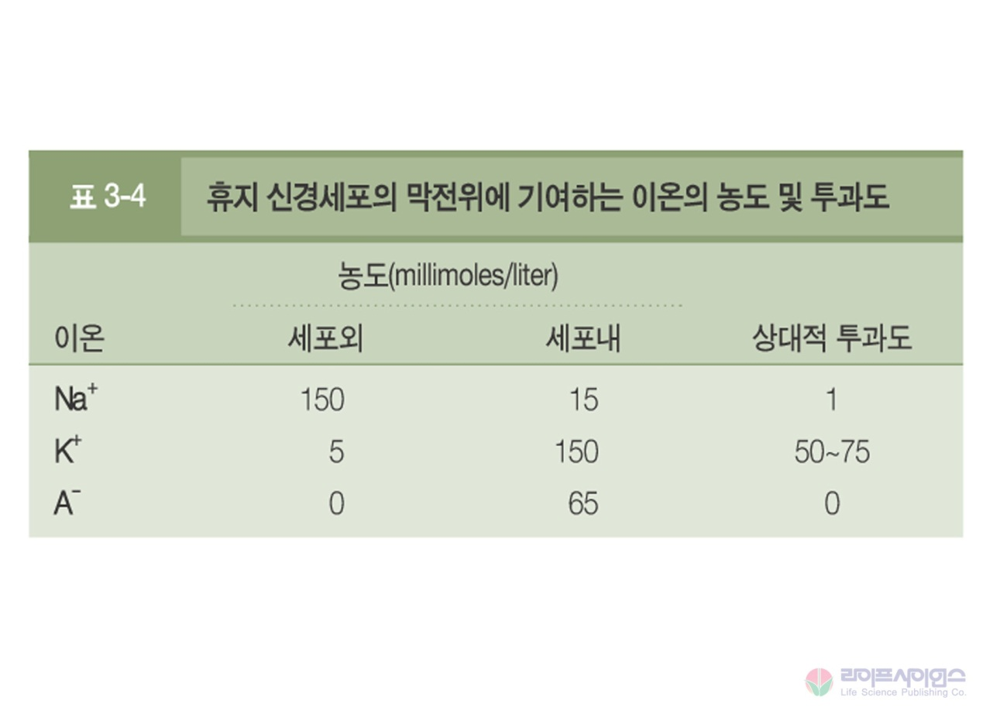 표 3-4 휴지 신경세포의 막전위에 기여하는 이온의 농도 및 투과도
농도(millimoles/liter)
이온 세포외 세포내 상대적 투과도
Na⁺ 150 15 1
K⁺ 5 150 50~75
A⁻ 0 65 0
라이프사이언스
Life Science Publishing Co.